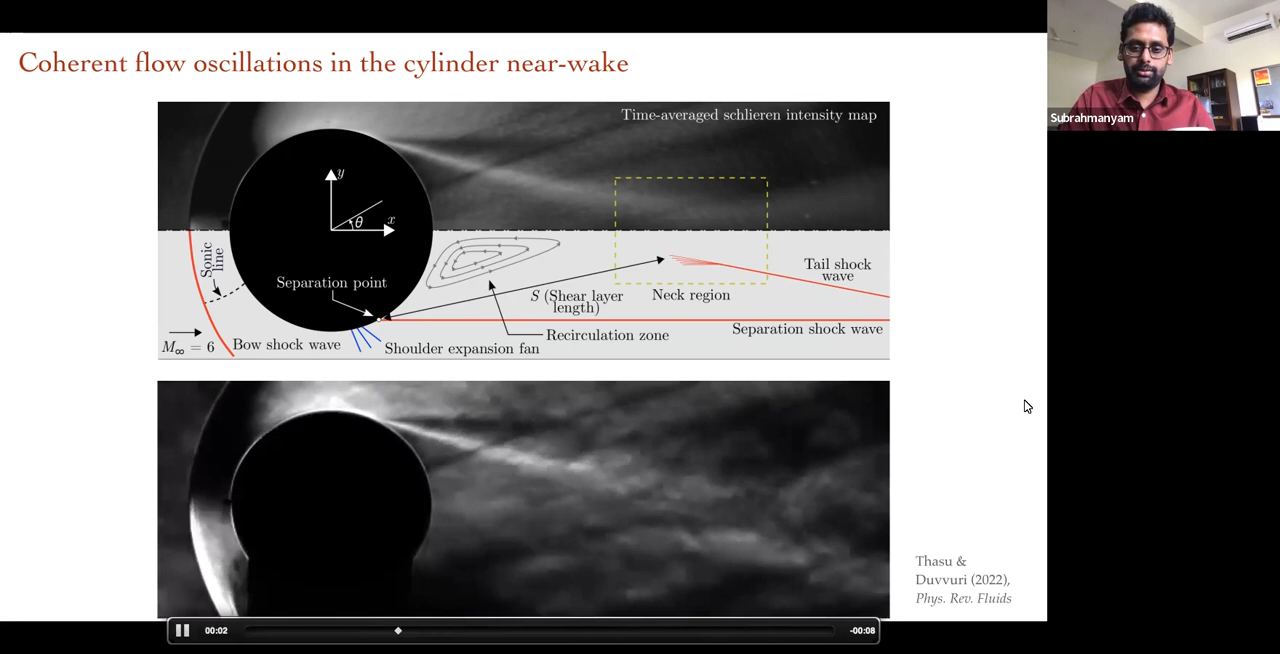 Coherent flow oscillations in the cylinder near-wake
Subrahmanyam
Time-averaged schlieren intensity map
y
θ
x
Sonic
line
Separation point
S (Shear layer
length)
Neck region
Tail shock
wave
Recirculation zone
Separation shock wave
M∞ = 6
Bow shock wave
Shoulder expansion fan
Thasu &
Duvvuri (2022),
Phys. Rev. Fluids
00:02
-00:08